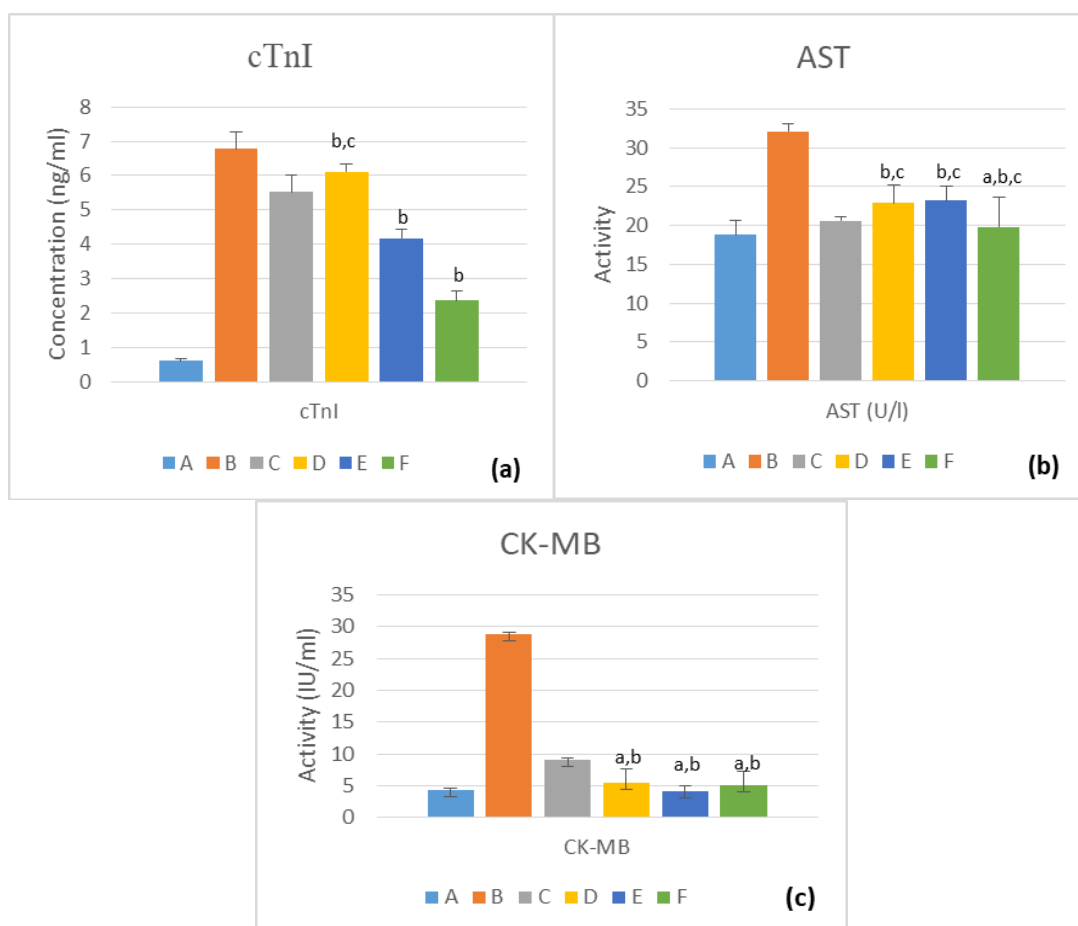 cTnI
Concentration (ng/ml)
8
7
6
5
4
3
2
1
0
b,c
b
b
cTnI
A B C D E F
(a)
AST
Activity
35
30
25
20
15
10
5
0
b,c
b,c
a,b,c
AST (U/l)
A B C D E F
(b)
CK-MB
Activity (IU/ml)
35
30
25
20
15
10
5
0
a,b
a,b
a,b
CK-MB
A B C D E F
(c)